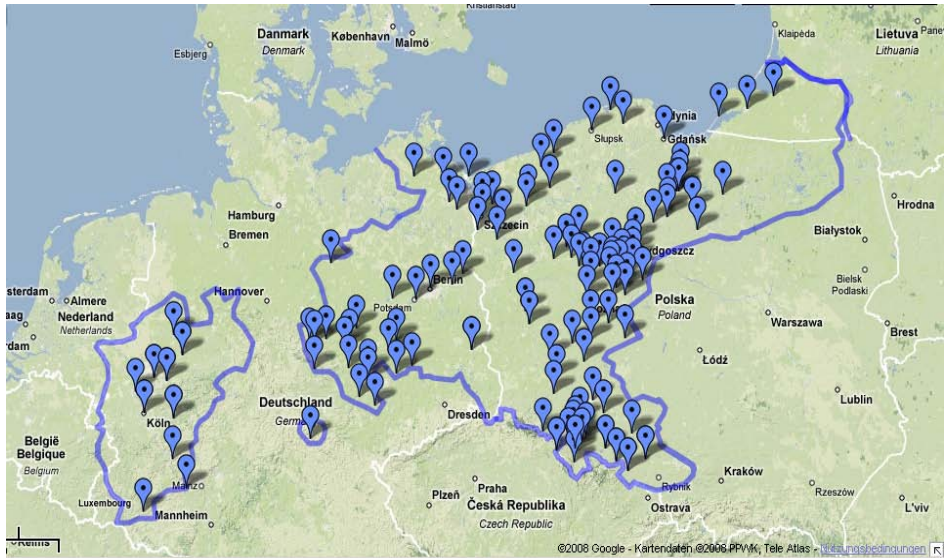 Kristianstad
Danmark
Denmark
København
Malmö
Esbjerg
Klaipėda
Lietuva
Lithuania
Słupsk
Gdańsk
Hrodna
Hamburg
Bremen
Szczecin
Białystok
Almere
Nederland
Netherlands
Hannover
Berlin
Potsdam
Bielsk
Podlaski
Polska
Poland
Warszawa
Brest
Łódź
Lublin
Deutschland
Köln
Dresden
België
Belgique
Belgium
Mainz
Luxembourg
Mannheim
Plzeň
Praha
Česká Republika
Czech Republic
Rybnik
Ostrava
Kraków
Rzeszów
L'viv
©2008 Google - Kartendaten ©2008 PPWK, Tele Atlas - Nutzungsbedingungen